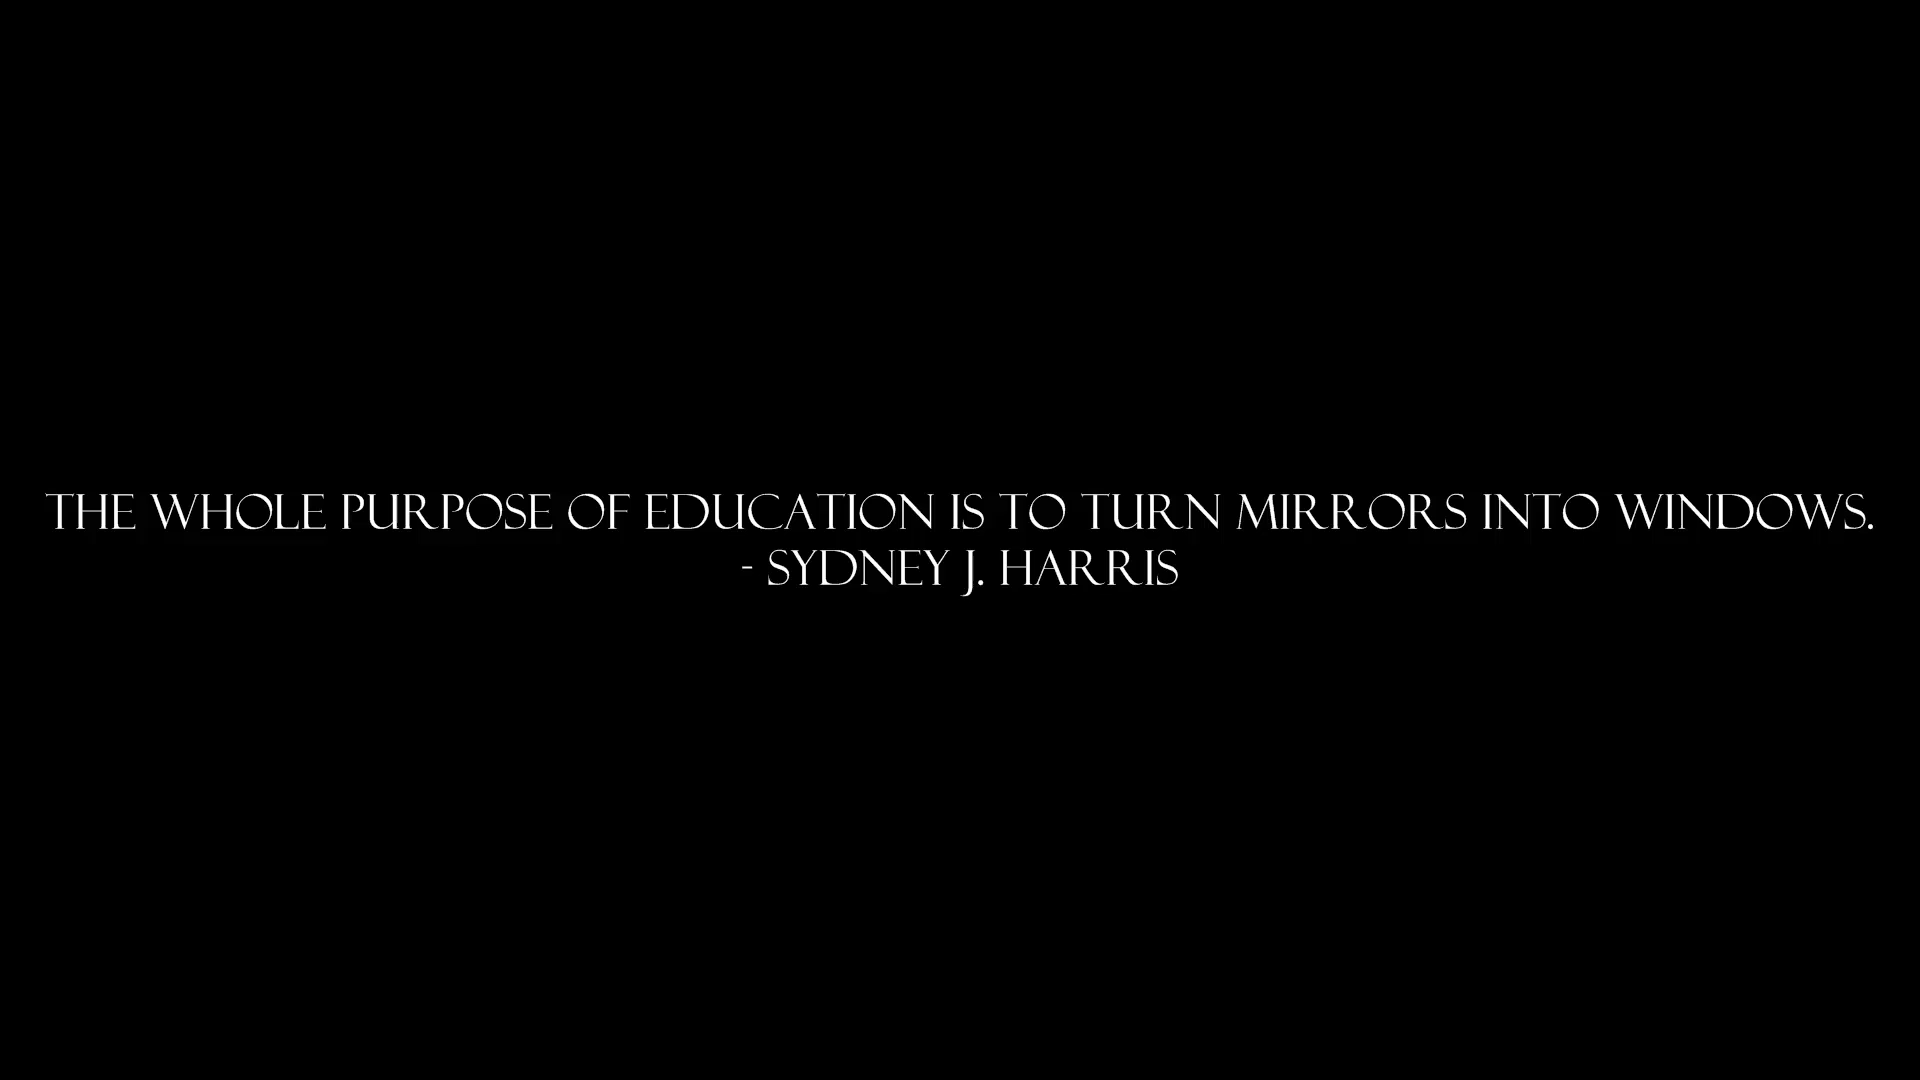 THE WHOLE PURPOSE OF EDUCATION IS TO TURN MIRRORS INTO WINDOWS.
- SYDNEY J. HARRIS